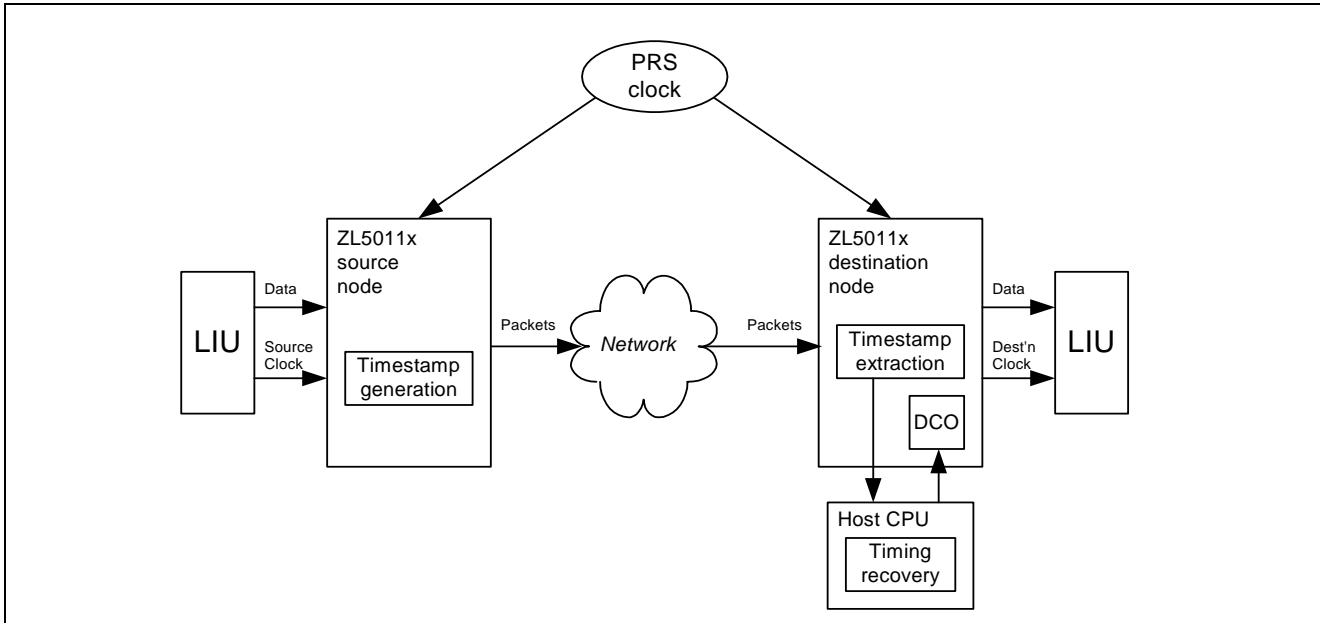 PRS
clock
ZL5011x
source
node
ZL5011x
destination
node
LIU
Data
Source
Clock
Timestamp
generation
Packets
Network
Packets
Timestamp
extraction
DCO
Data
Dest'n
Clock
LIU
Host CPU
Timing
recovery